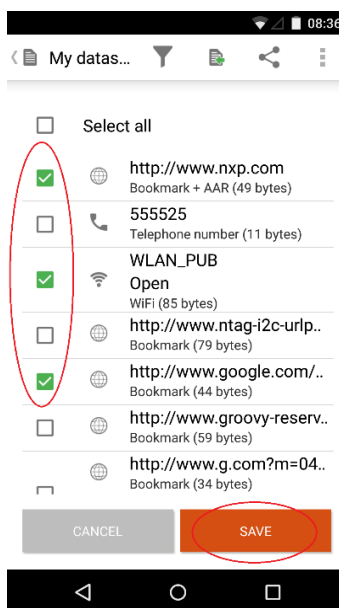 08:36
My datas...
Select all
http://www.nxp.com
Bookmark + AAR (49 bytes)
555525
Telephone number (11 bytes)
WLAN_PUB
Open
WiFi (85 bytes)
http://www.ntag-i2c-urlp..
Bookmark (79 bytes)
http://www.google.com/..
Bookmark (44 bytes)
http://www.groovy-reserv..
Bookmark (59 bytes)
http://www.g.com?m=04..
Bookmark (34 bytes)
CANCEL
SAVE